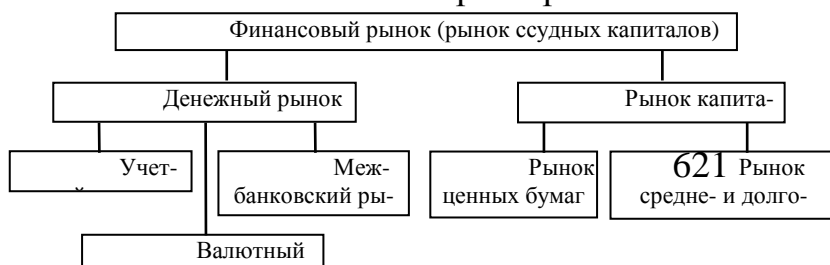 Финансовый рынок (рынок ссудных капиталов)
Денежный рынок
Рынок капита-
Учет-
Меж-
банковский ры-
Рынок
ценных бумаг
621 Рынок
средне- и долго-
Валютный